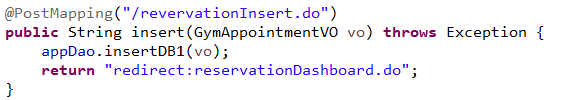 @PostMapping("/revervationInsert.do")
public String insert(GymAppointmentVO vo) throws Exception {
    appDao.insertDB1(vo);
    return "redirect:reservationDashboard.do";
}